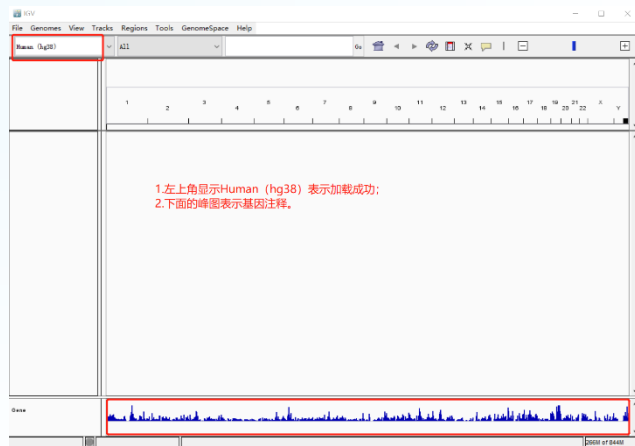 IGV
File Genomes View Tracks Regions Tools GenomeSpace Help
Human (hg38) All Go
1 2 3 4 5 6 7 8 9 10 11 12 13 14 15 16 17 18 19 20 21 22 X Y
1.左上角显示Human（hg38）表示加载成功；
2.下面的峰图表示基因注释。
Gene
256M of 844M